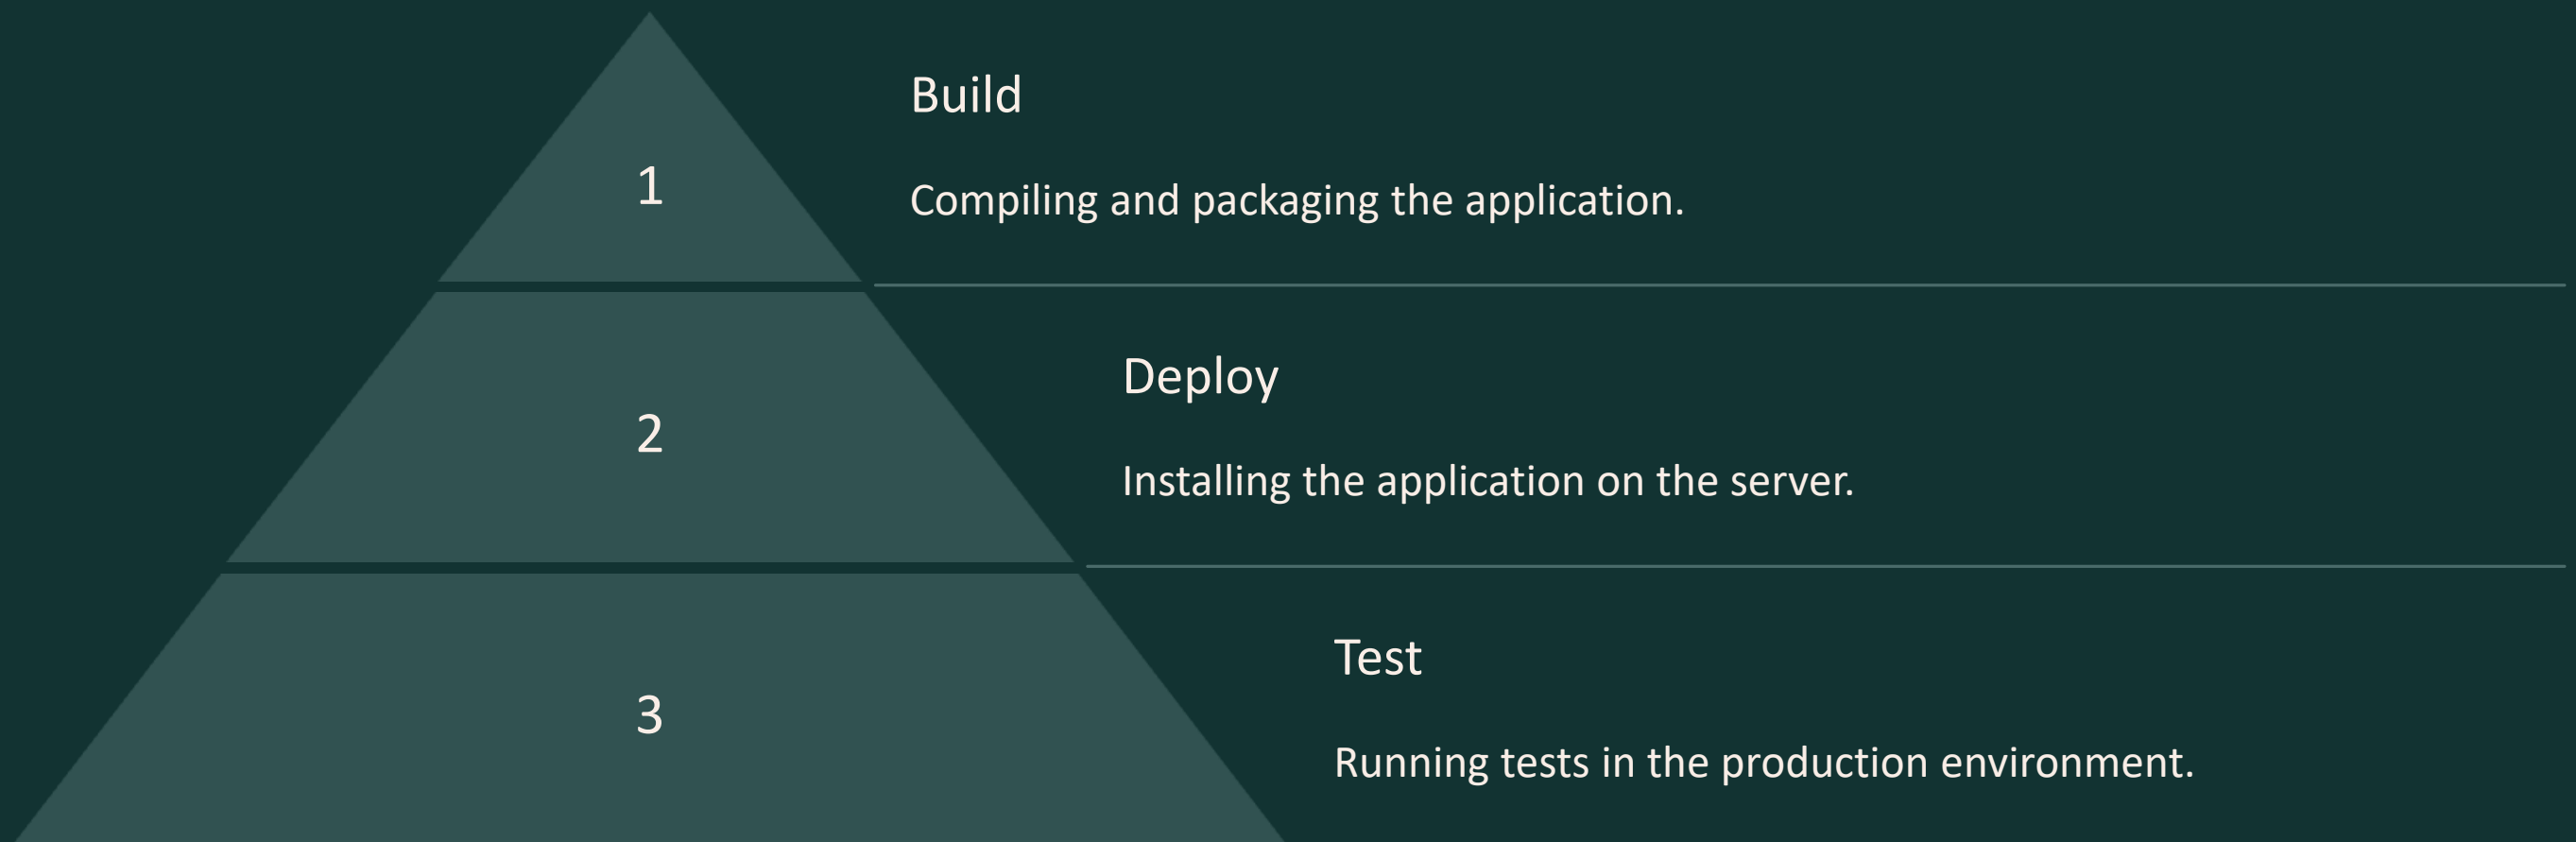 1
Build
Compiling and packaging the application.
2
Deploy
Installing the application on the server.
3
Test
Running tests in the production environment.